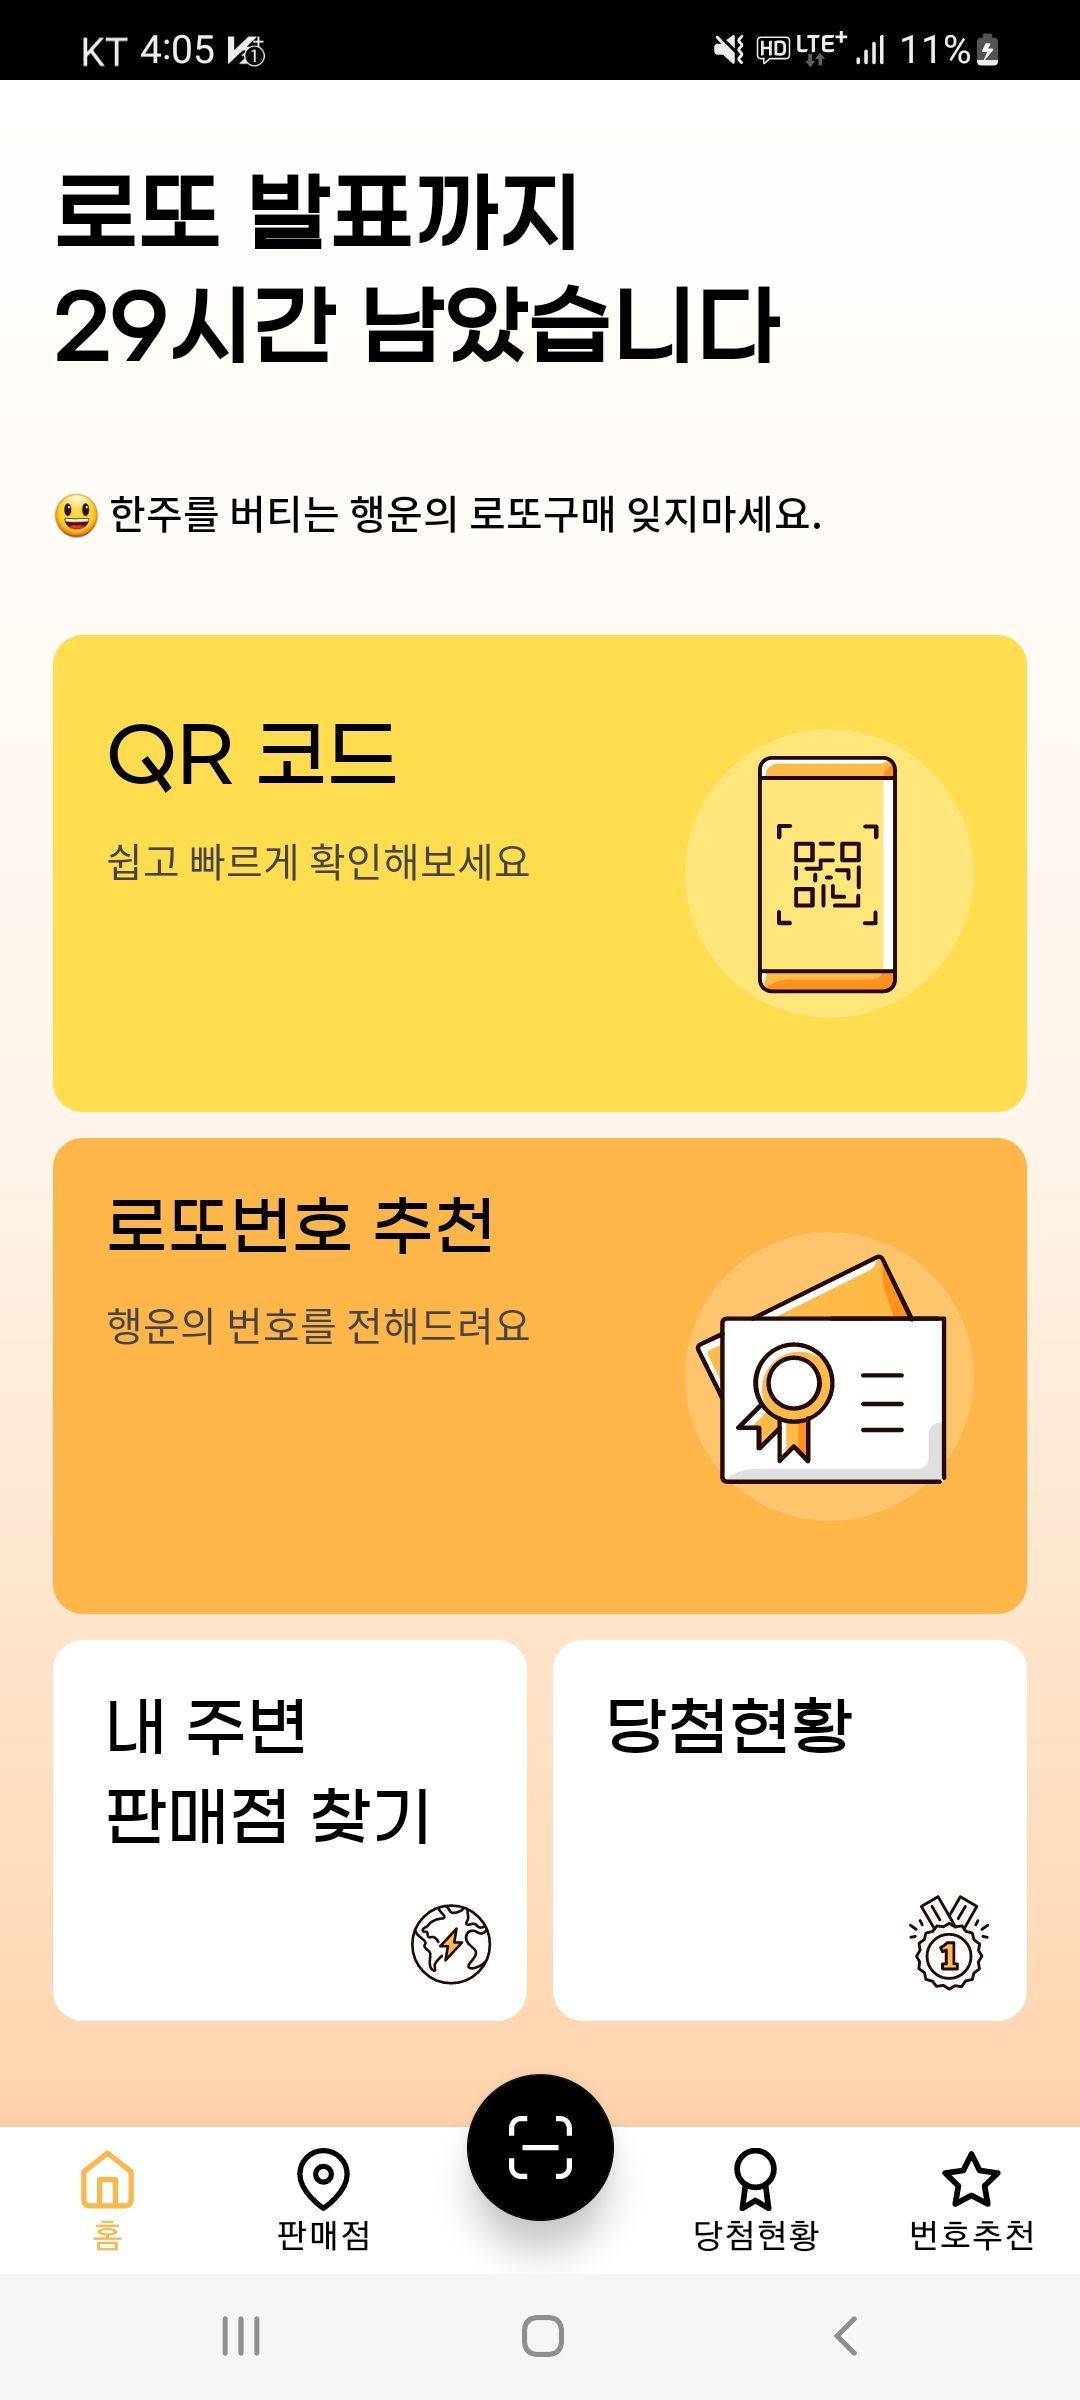 KT 4:05
HD LTE+ 11%
로또 발표까지
29시간 남았습니다
😃 한주를 버티는 행운의 로또구매 잊지마세요.
QR 코드
쉽고 빠르게 확인해보세요
로또번호 추천
행운의 번호를 전해드려요
내 주변
판매점 찾기
당첨현황
1
홈
판매점
당첨현황
번호추천